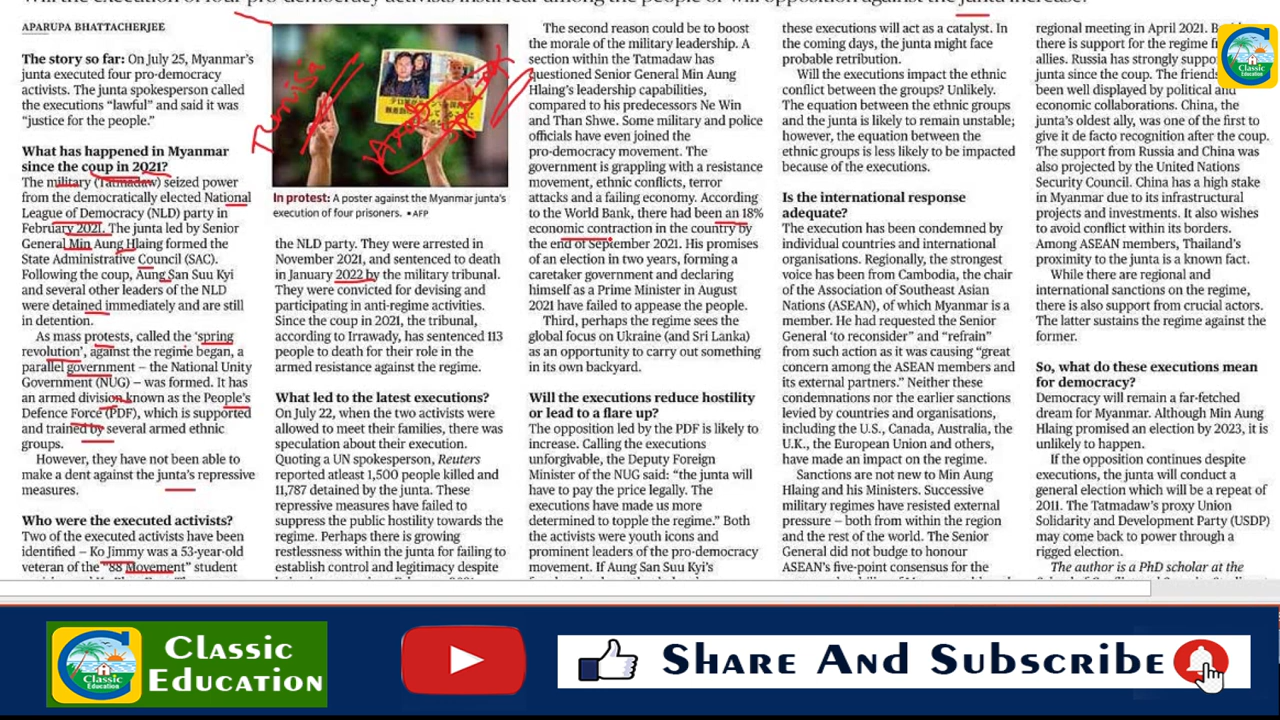 Will the execution of four pro-democracy activists instil fear among the people or will opposition against the junta increase?
APARUPA BHATTACHERJEE
The story so far: On July 25, Myanmar's
junta executed four pro-democracy
activists. The junta spokesperson called
the executions "lawful" and said it was
"justice for the people."
What has happened in Myanmar
since the coup in 2021?
The military (Tatmadaw) seized power
from the democratically elected National
League of Democracy (NLD) party in
February 2021. The junta led by Senior
General Min Aung Hlaing formed the
State Administrative Council (SAC).
Following the coup, Aung San Suu Kyi
and several other leaders of the NLD
were detained immediately and are still
in detention.
As mass protests, called the 'spring
revolution', against the regime began, a
parallel government – the National Unity
Government (NUG) – was formed. It has
an armed division known as the People's
Defence Force (PDF), which is supported
and trained by several armed ethnic
groups.
However, they have not been able to
make a dent against the junta's repressive
measures.
Who were the executed activists?
Two of the executed activists have been
identified – Ko Jimmy was a 53-year-old
veteran of the "88 Movement" student
In protest: A poster against the Myanmar junta's
execution of four prisoners. ▪ AFP
the NLD party. They were arrested in
November 2021, and sentenced to death
in January 2022 by the military tribunal.
They were convicted for devising and
participating in anti-regime activities.
Since the coup in 2021, the tribunal,
according to Irrawady, has sentenced 113
people to death for their role in the
armed resistance against the regime.
What led to the latest executions?
On July 22, when the two activists were
allowed to meet their families, there was
speculation about their execution.
Quoting a UN spokesperson, Reuters
reported atleast 1,500 people killed and
11,787 detained by the junta. These
repressive measures have failed to
suppress the public hostility towards the
regime. Perhaps there is growing
restlessness within the junta for failing to
establish control and legitimacy despite
The second reason could be to boost
the morale of the military leadership. A
section within the Tatmadaw has
questioned Senior General Min Aung
Hlaing's leadership capabilities,
compared to his predecessors Ne Win
and Than Shwe. Some military and police
officials have even joined the
pro-democracy movement. The
government is grappling with a resistance
movement, ethnic conflicts, terror
attacks and a failing economy. According
to the World Bank, there had been an 18%
economic contraction in the country by
the end of September 2021. His promises
of an election in two years, forming a
caretaker government and declaring
himself as a Prime Minister in August
2021 have failed to appease the people.
Third, perhaps the regime sees the
global focus on Ukraine (and Sri Lanka)
as an opportunity to carry out something
in its own backyard.
Will the executions reduce hostility
or lead to a flare up?
The opposition led by the PDF is likely to
increase. Calling the executions
unforgivable, the Deputy Foreign
Minister of the NUG said: "the junta will
have to pay the price legally. The
executions have made us more
determined to topple the regime." Both
the activists were youth icons and
prominent leaders of the pro-democracy
movement. If Aung San Suu Kyi's
these executions will act as a catalyst. In
the coming days, the junta might face
probable retribution.
Will the executions impact the ethnic
conflict between the groups? Unlikely.
The equation between the ethnic groups
and the junta is likely to remain unstable;
however, the equation between the
ethnic groups is less likely to be impacted
because of the executions.
Is the international response
adequate?
The execution has been condemned by
individual countries and international
organisations. Regionally, the strongest
voice has been from Cambodia, the chair
of the Association of Southeast Asian
Nations (ASEAN), of which Myanmar is a
member. He had requested the Senior
General 'to reconsider" and "refrain"
from such action as it was causing "great
concern among the ASEAN members and
its external partners." Neither these
condemnations nor the earlier sanctions
levied by countries and organisations,
including the U.S., Canada, Australia, the
U.K., the European Union and others,
have made an impact on the regime.
Sanctions are not new to Min Aung
Hlaing and his Ministers. Successive
military regimes have resisted external
pressure – both from within the region
and the rest of the world. The Senior
General did not budge to honour
ASEAN's five-point consensus for the
regional meeting in April 2021.
there is support for the regime
allies. Russia has strongly
junta since the coup. The
been well displayed by political and
economic collaborations. China, the
junta's oldest ally, was one of the first to
give it de facto recognition after the coup.
The support from Russia and China was
also projected by the United Nations
Security Council. China has a high stake
in Myanmar due to its infrastructural
projects and investments. It also wishes
to avoid conflict within its borders.
Among ASEAN members, Thailand's
proximity to the junta is a known fact.
While there are regional and
international sanctions on the regime,
there is also support from crucial actors.
The latter sustains the regime against the
former.
So, what do these executions mean
for democracy?
Democracy will remain a far-fetched
dream for Myanmar. Although Min Aung
Hlaing promised an election by 2023, it is
unlikely to happen.
If the opposition continues despite
executions, the junta will conduct a
general election which will be a repeat of
2011. The Tatmadaw's proxy Union
Solidarity and Development Party (USDP)
may come back to power through a
rigged election.
The author is a PhD scholar at the
Classic
Education
Classic
Education
Classic
Education
Share And Subscribe